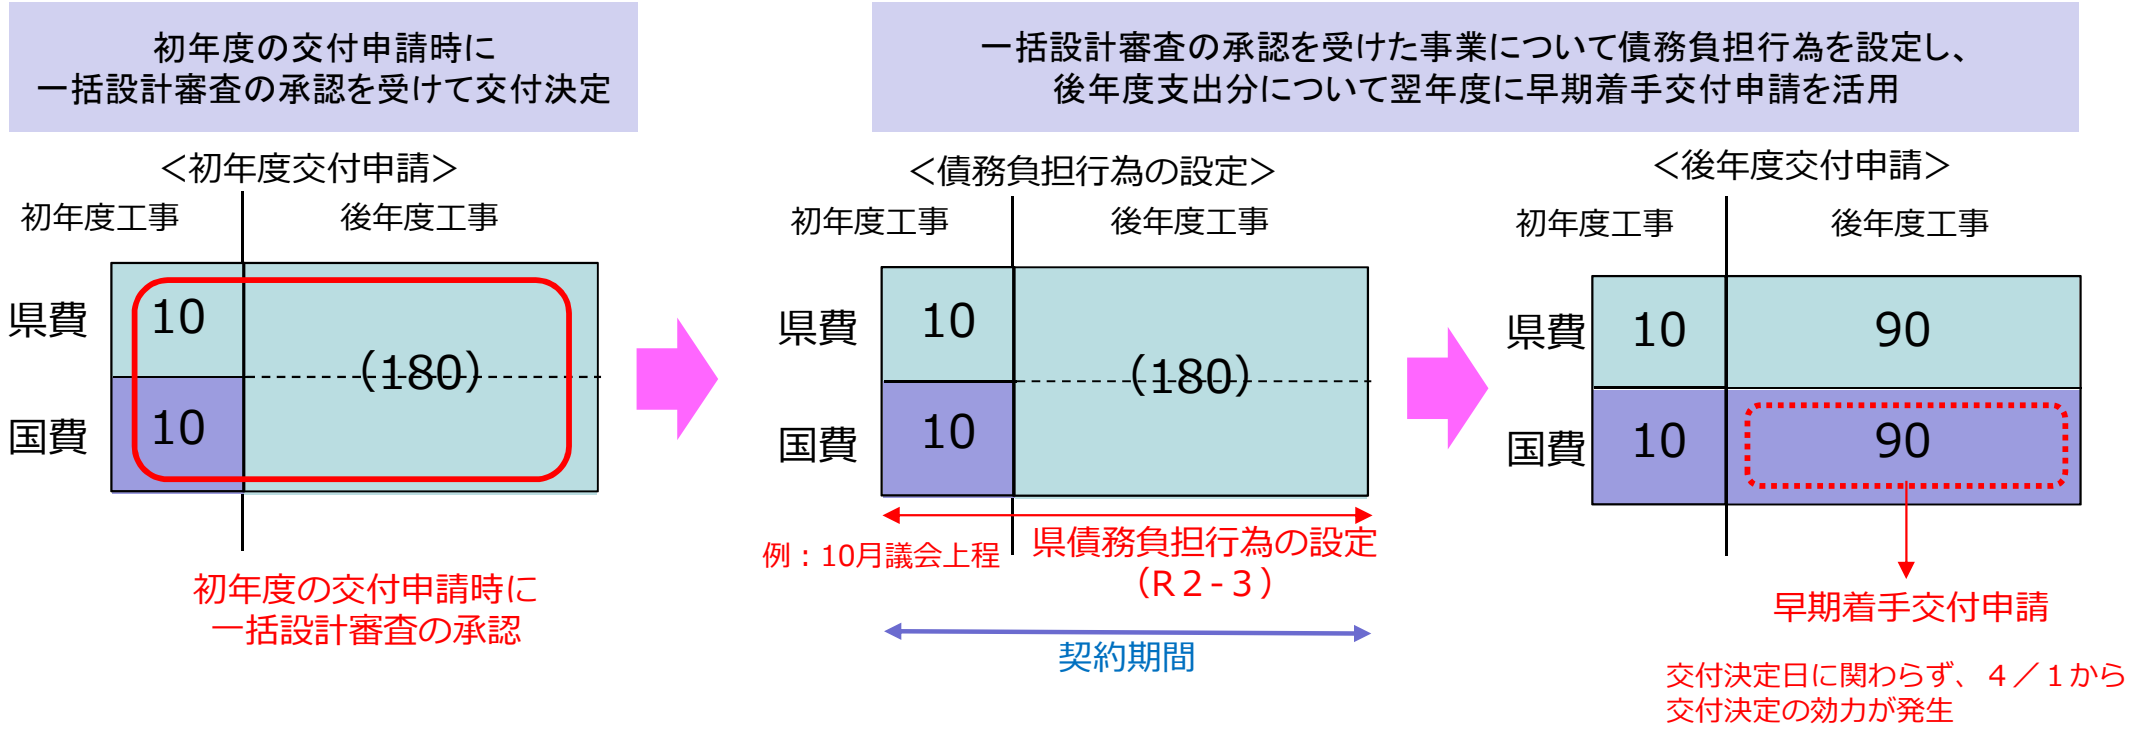 初年度の交付申請時に
一括設計審査の承認を受けて交付決定
一括設計審査の承認を受けた事業について債務負担行為を設定し、
後年度支出分について翌年度に早期着手交付申請を活用
＜初年度交付申請＞
初年度工事
後年度工事
県費
10
（180）
国費
10
初年度の交付申請時に
一括設計審査の承認
＜債務負担行為の設定＞
初年度工事
後年度工事
県費
10
（180）
国費
10
例：10月議会上程
県債務負担行為の設定
（R２-３）
契約期間
＜後年度交付申請＞
初年度工事
後年度工事
県費
10
90
国費
10
90
早期着手交付申請
交付決定日に関わらず、４／１から
交付決定の効力が発生